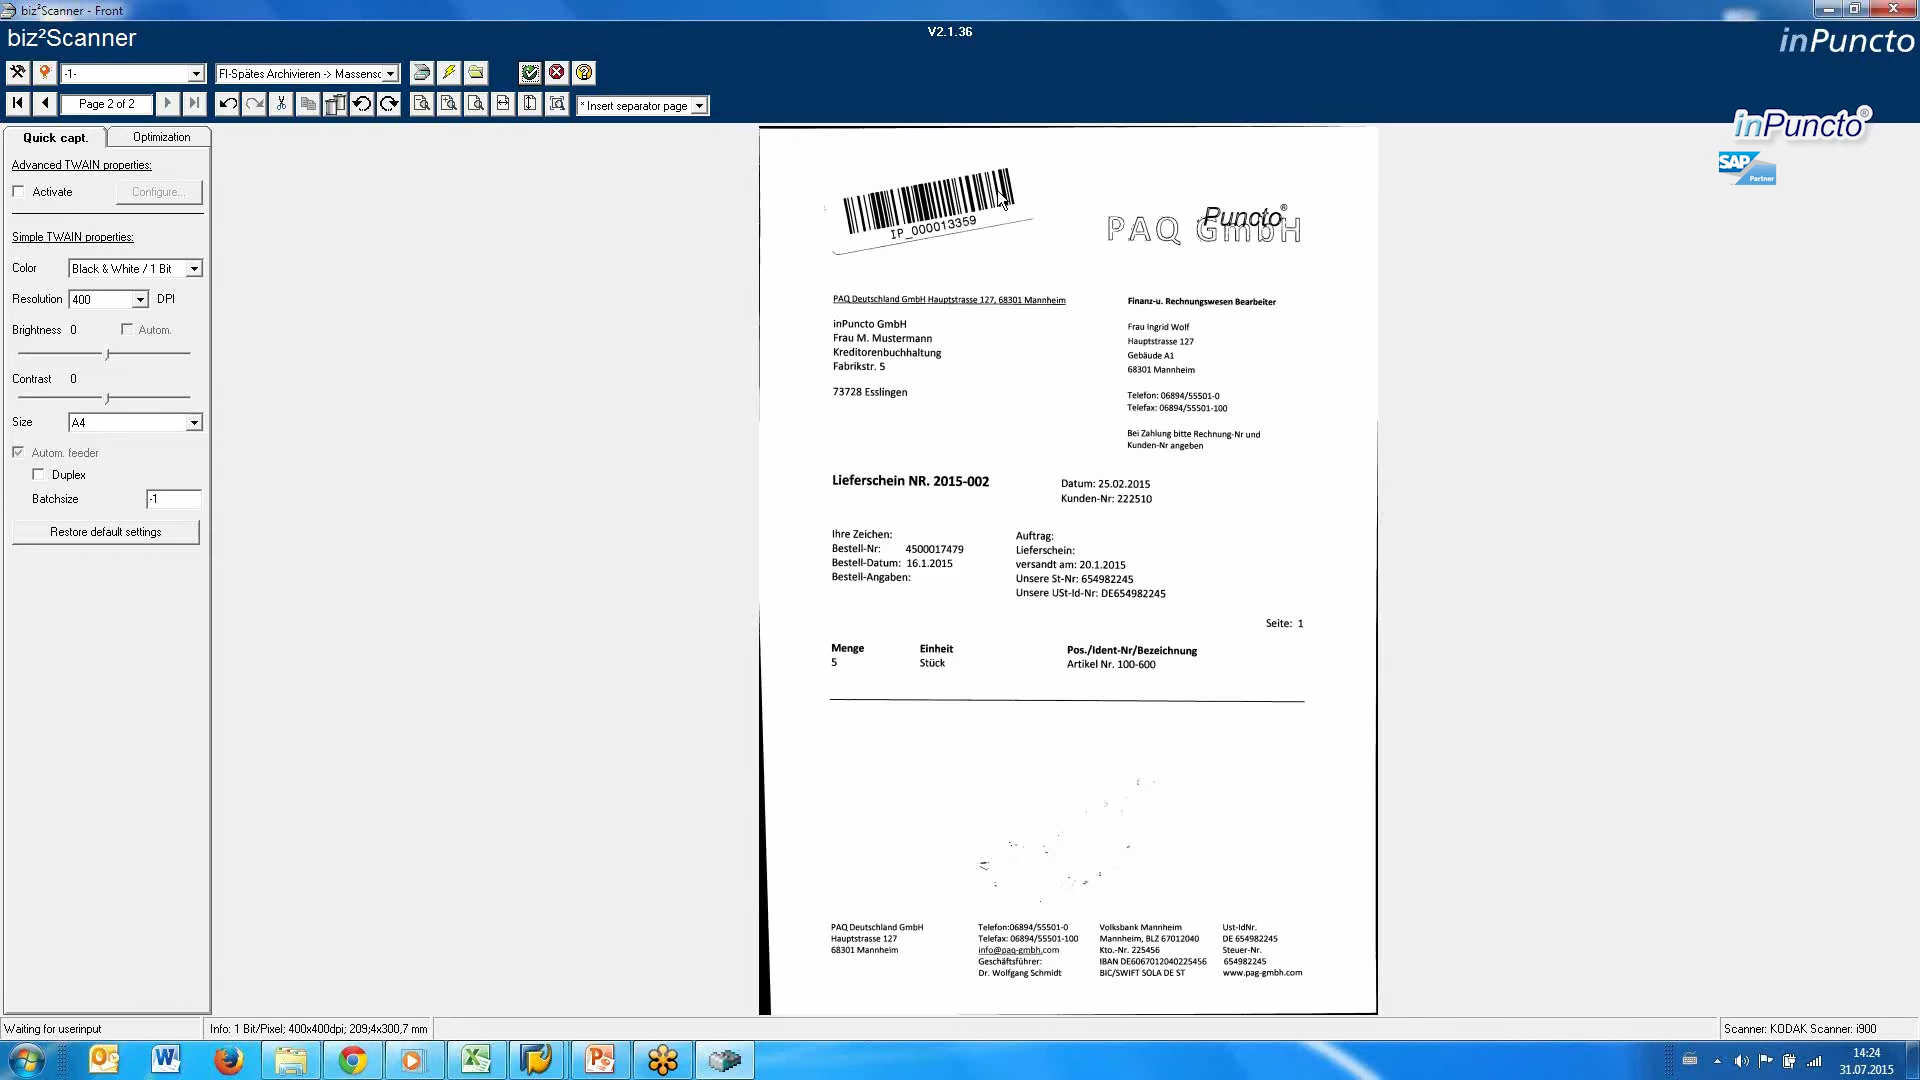 biz²Scanner - Front
biz²Scanner
V2.1.36
inPuncto
-1-
FI-Spätes Archivieren -> Massensc
Page 2 of 2
* Insert separator page
inPuncto®
SAP
Partner
Quick capt.
Optimization
Advanced TWAIN properties:
Activate
Configure...
Simple TWAIN properties:
Color
Black & White / 1 Bit
Resolution
400
DPI
Brightness 0
Autom.
Contrast 0
Size
A4
Autom. feeder
Duplex
Batchsize
-1
Restore default settings
IP_000013359
Puncto®
PAQ GmbH
PAQ Deutschland GmbH Hauptstrasse 127, 68301 Mannheim
inPuncto GmbH
Frau M. Mustermann
Kreditorenbuchhaltung
Fabrikstr. 5
73728 Esslingen
Finanz-u. Rechnungswesen Bearbeiter
Frau Ingrid Wolf
Hauptstrasse 127
Gebäude A1
68301 Mannheim
Telefon: 06894/55501-0
Telefax: 06894/55501-100
Bei Zahlung bitte Rechnung-Nr und
Kunden-Nr angeben
Lieferschein NR. 2015-002
Datum: 25.02.2015
Kunden-Nr: 222510
Ihre Zeichen:
Bestell-Nr: 4500017479
Bestell-Datum: 16.1.2015
Bestell-Angaben:
Auftrag:
Lieferschein:
versandt am: 20.1.2015
Unsere St-Nr: 654982245
Unsere USt-Id-Nr: DE654982245
Seite: 1
Menge Einheit Pos./Ident-Nr/Bezeichnung
5 Stück Artikel Nr. 100-600
PAQ Deutschland GmbH
Hauptstrasse 127
68301 Mannheim
Telefon:06894/55501-0
Telefax: 06894/55501-100
info@paq-gmbh.com
Geschäftsführer:
Dr. Wolfgang Schmidt
Volksbank Mannheim
Mannheim, BLZ 67012040
Kto.-Nr. 225456
IBAN DE6067012040225456
BIC/SWIFT SOLA DE ST
Ust-IdNr.
DE 654982245
Steuer-Nr.
654982245
www.pag-gmbh.com
Waiting for userinput
Info: 1 Bit/Pixel; 400x400dpi; 209;4x300,7 mm
Scanner: KODAK Scanner: i900
14:24
31.07.2015